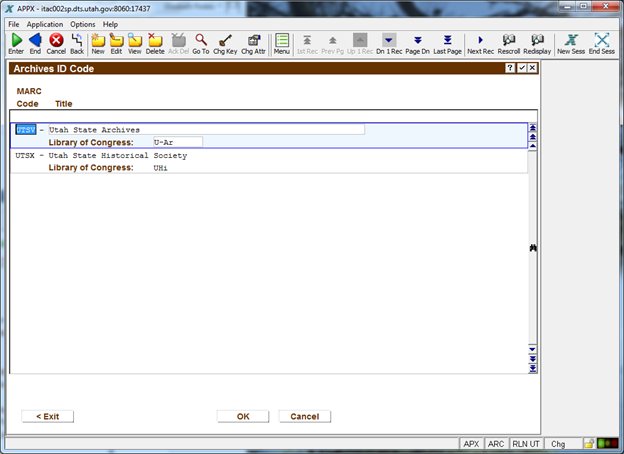 APPX - itac002sp.dts.utah.gov:8060:17437
File Application Options Help
Enter End Cancel Back New Edit View Delete Ack Del Go To Chg Key Chg Attr Menu 1st Rec Prev Pg Up 1 Rec Dn 1 Rec Page Dn Last Page Next Rec Rescroll Redisplay New Sess End Sess
Archives ID Code ?
MARC
Code Title
UTSV - Utah State Archives
Library of Congress: U-Ar
UTSX - Utah State Historical Society
Library of Congress: UHi
< Exit OK Cancel
APX ARC RLN UT Chg